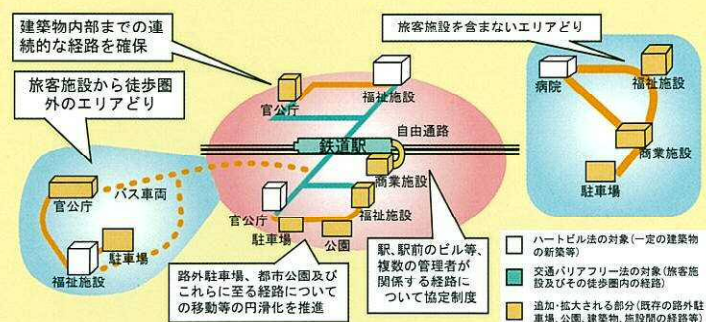 建築物内部までの連
続的な経路を確保
旅客施設を含まないエリアどり
旅客施設から徒歩圏
外のエリアどり
官公庁
福祉施設
病院
福祉施設
自由通路
鉄道駅
商業施設
商業施設
駐車場
官公庁
バス車両
駐車場
福祉施設
官公庁
駐車場
公園
福祉施設
路外駐車場、都市公園及び
これらに至る経路について
の移動等の円滑化を推進
駅、駅前のビル等、
複数の管理者が
関係する経路に
ついて協定制度
ハートビル法の対象(一定の建築物
の新築等)
交通バリアフリー法の対象(旅客施
設及びその徒歩圏内の経路)
追加・拡大される部分(既存の路外駐
車場、公園、建築物、施設間の経路等)